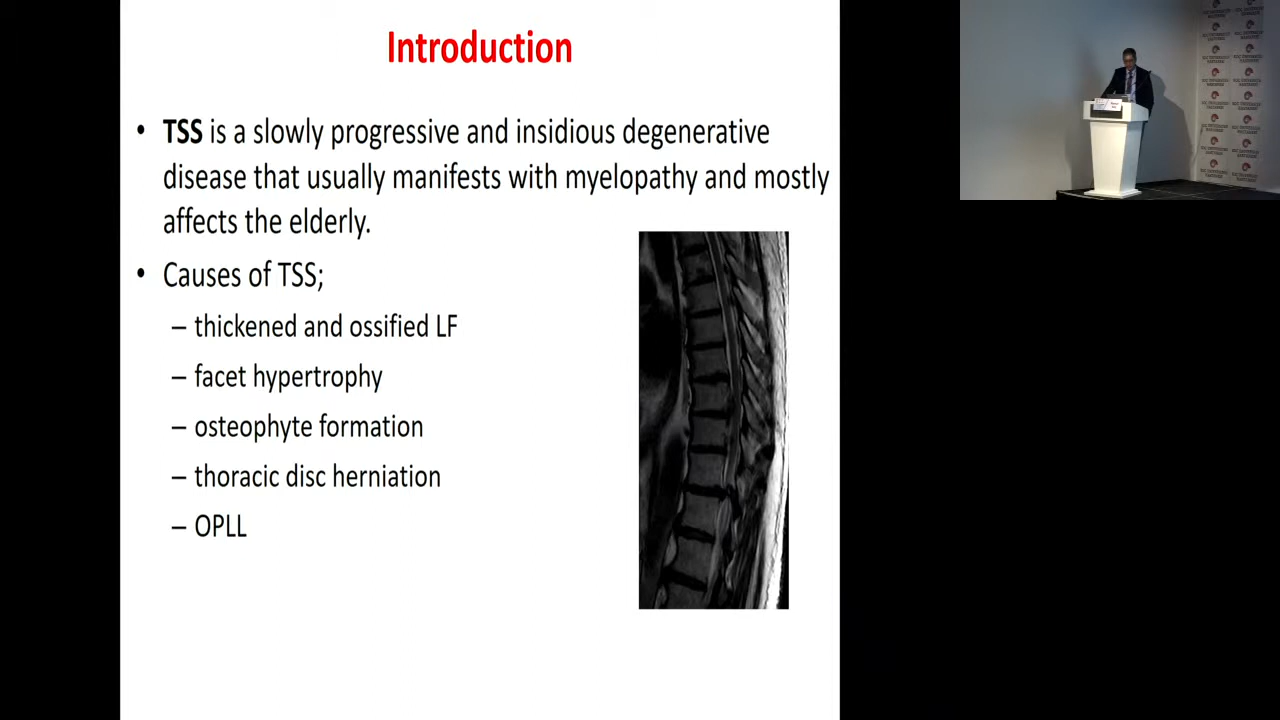 Introduction
• TSS is a slowly progressive and insidious degenerative
disease that usually manifests with myelopathy and mostly
affects the elderly.
• Causes of TSS;
– thickened and ossified LF
– facet hypertrophy
– osteophyte formation
– thoracic disc herniation
– OPLL